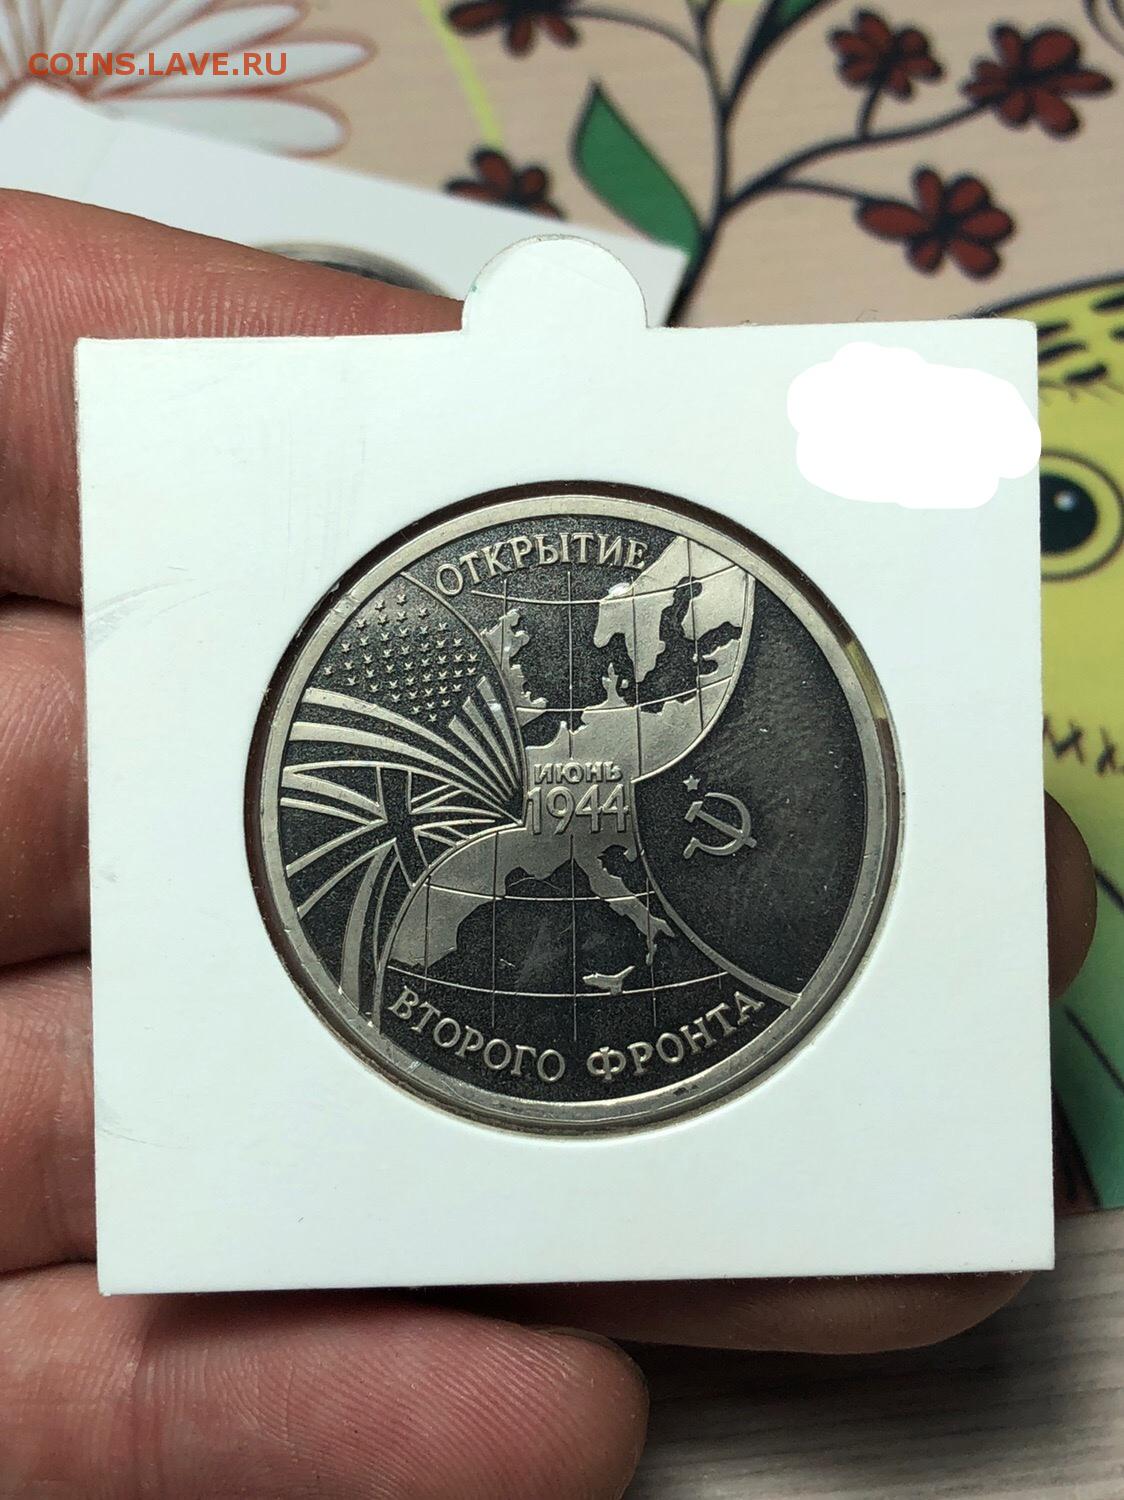 COINS.LAVE.RU
ОТКРЫТИЕ
ИЮНЬ
1944
ВТОРОГО ФРОНТА